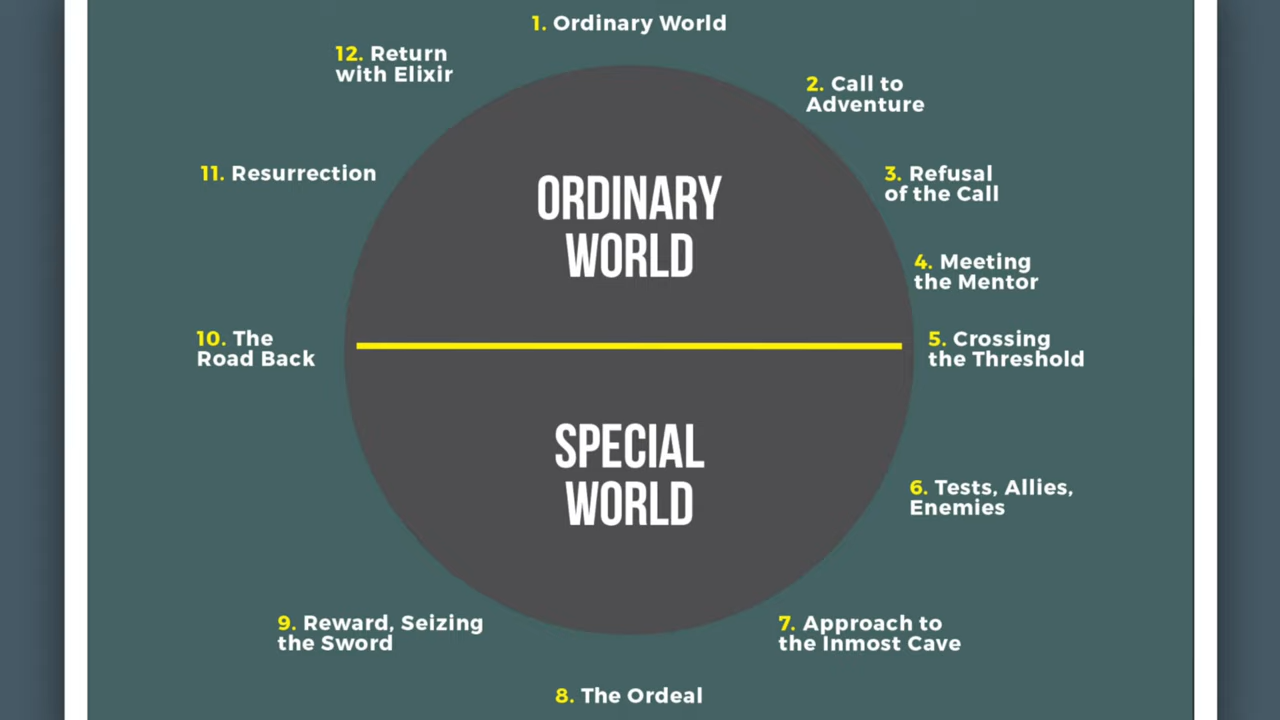 1. Ordinary World
2. Call to
Adventure
3. Refusal
of the Call
4. Meeting
the Mentor
5. Crossing
the Threshold
6. Tests, Allies,
Enemies
7. Approach to
the Inmost Cave
8. The Ordeal
9. Reward, Seizing
the Sword
10. The
Road Back
11. Resurrection
12. Return
with Elixir
ORDINARY
WORLD
SPECIAL
WORLD